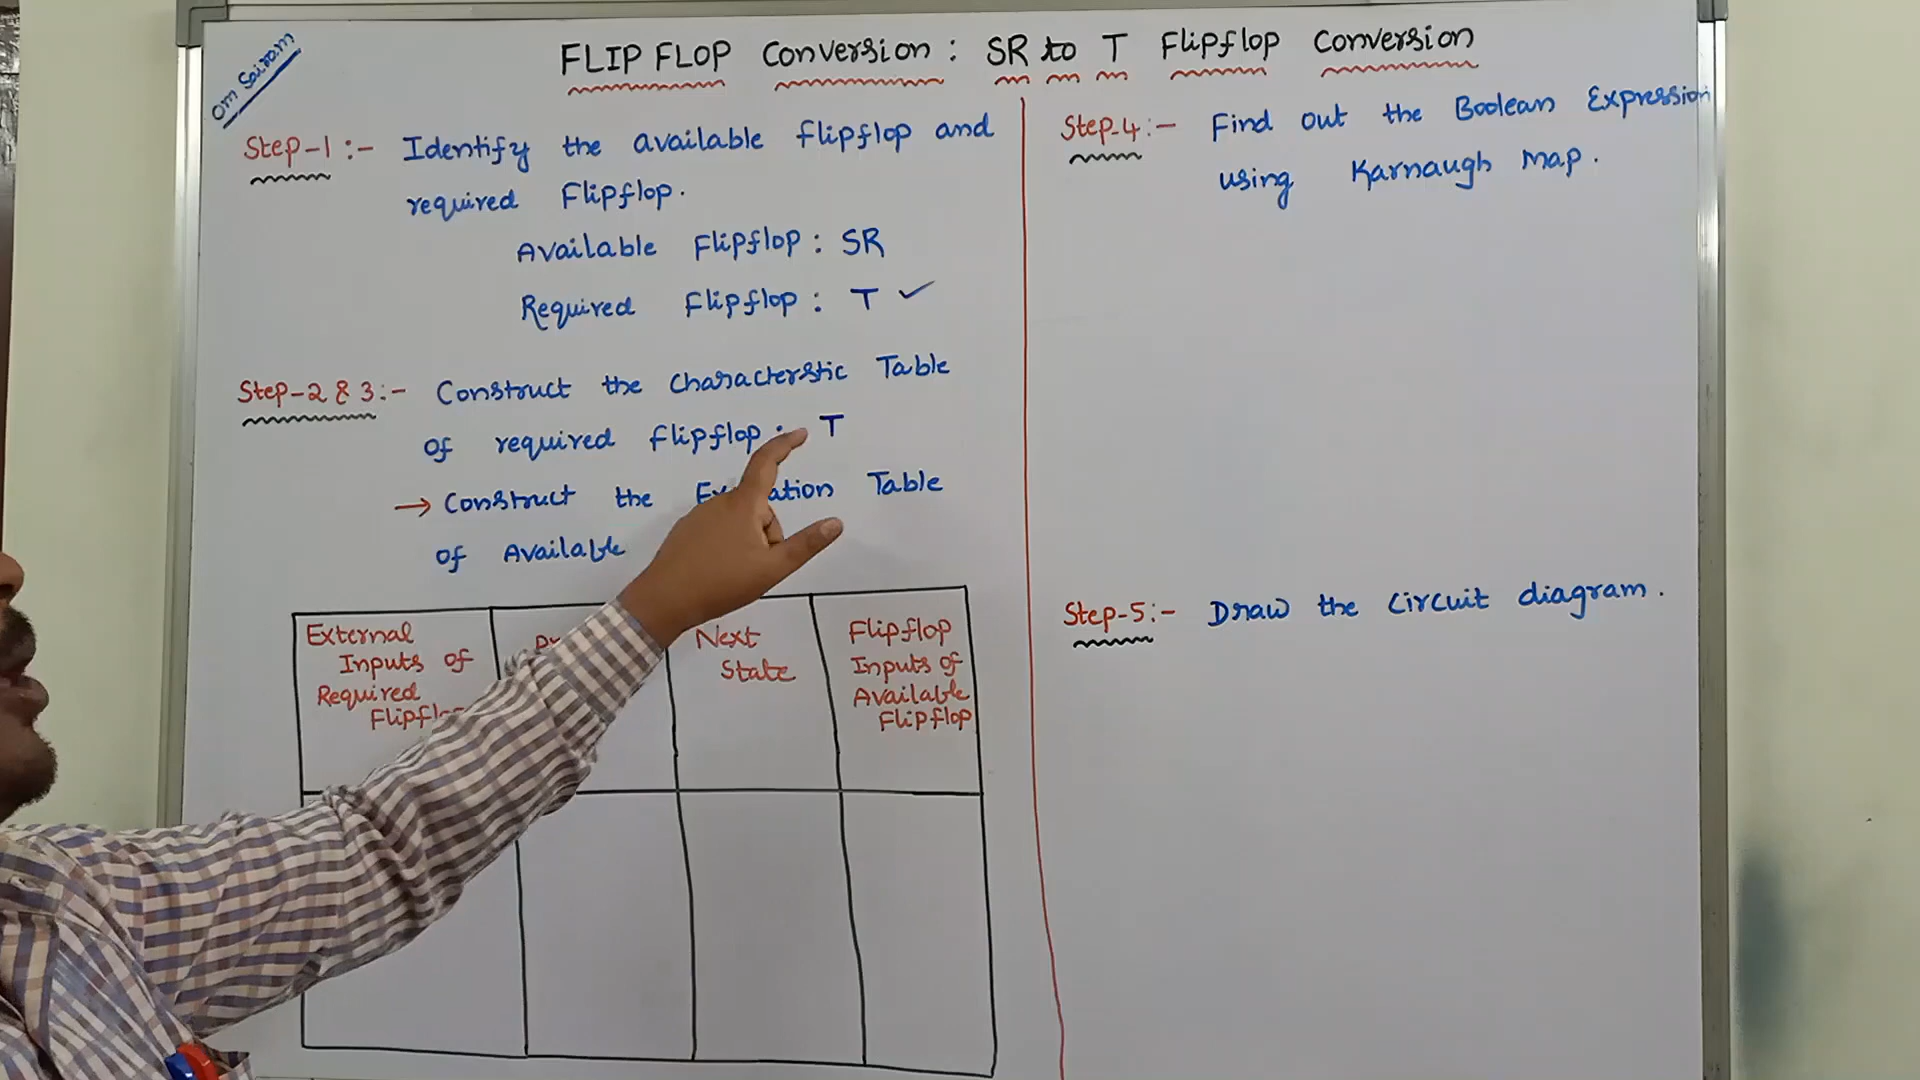 Om Sairam
FLIP FLOP Conversion : SR to T Flipflop Conversion
Step-1 :- Identify the available flipflop and
required Flipflop.
Available Flipflop : SR
Required Flipflop : T ✓
Step-2 & 3 :- Construct the Characterstic Table
of required flipflop : T
→ Construct the Table
of Available
External
Inputs of
Required
Next
State
Flipflop
Inputs of
Available
Flipflop
Step-4 :- Find out the Boolean Expression
using Karnaugh Map.
Step-5 :- Draw the Circuit diagram.